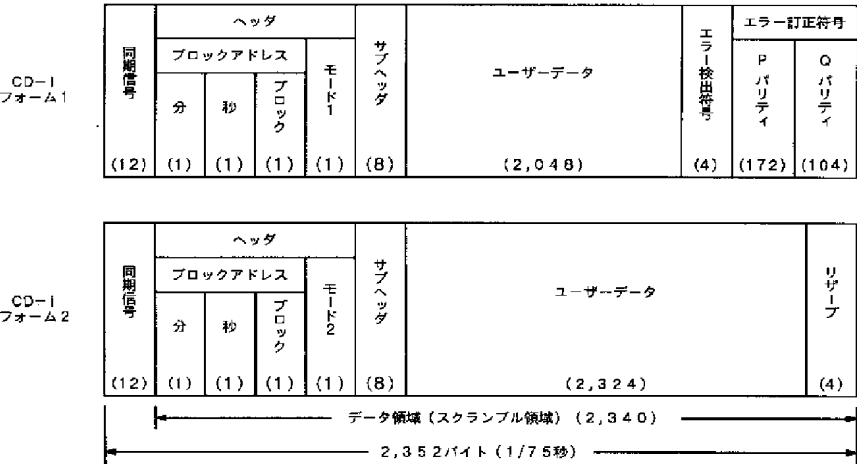 CD-I
フォーム1
同期信号
(12)
ヘッダ
ブロックアドレス
分
(1)
秒
(1)
ブロック
(1)
モード1
(1)
サブヘッダ
(8)
ユーザーデータ
(2,048)
エラー検出符号
(4)
エラー訂正符号
Pパリティ
(172)
Qパリティ
(104)
CD-I
フォーム2
同期信号
(12)
ヘッダ
ブロックアドレス
分
(1)
秒
(1)
ブロック
(1)
モード2
(1)
サブヘッダ
(8)
ユーザーデータ
(2,324)
リザーブ
(4)
データ領域(スクランブル領域)(2,340)
2,352バイト(1/75秒)